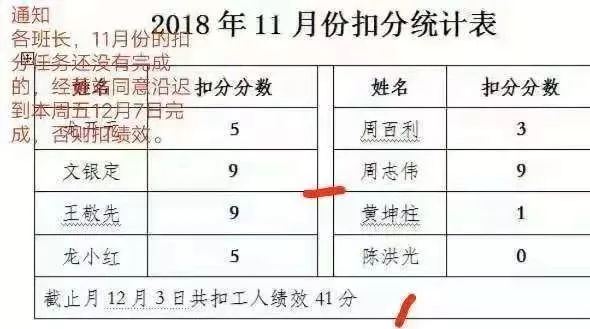 2018 年 11 月份扣分统计表
通知
各班长，11月份的扣
分任务还没有完成
的，经 同意沿迟
到本周五12月7日完
成，否则扣绩效。
扣分分数 姓名 扣分分数
5 周百利 3
文银定 9 周志伟 9
王敬先 9 黄坤柱 1
龙小红 5 陈洪光 0
截止月 12 月 3 日共扣工人绩效 41 分